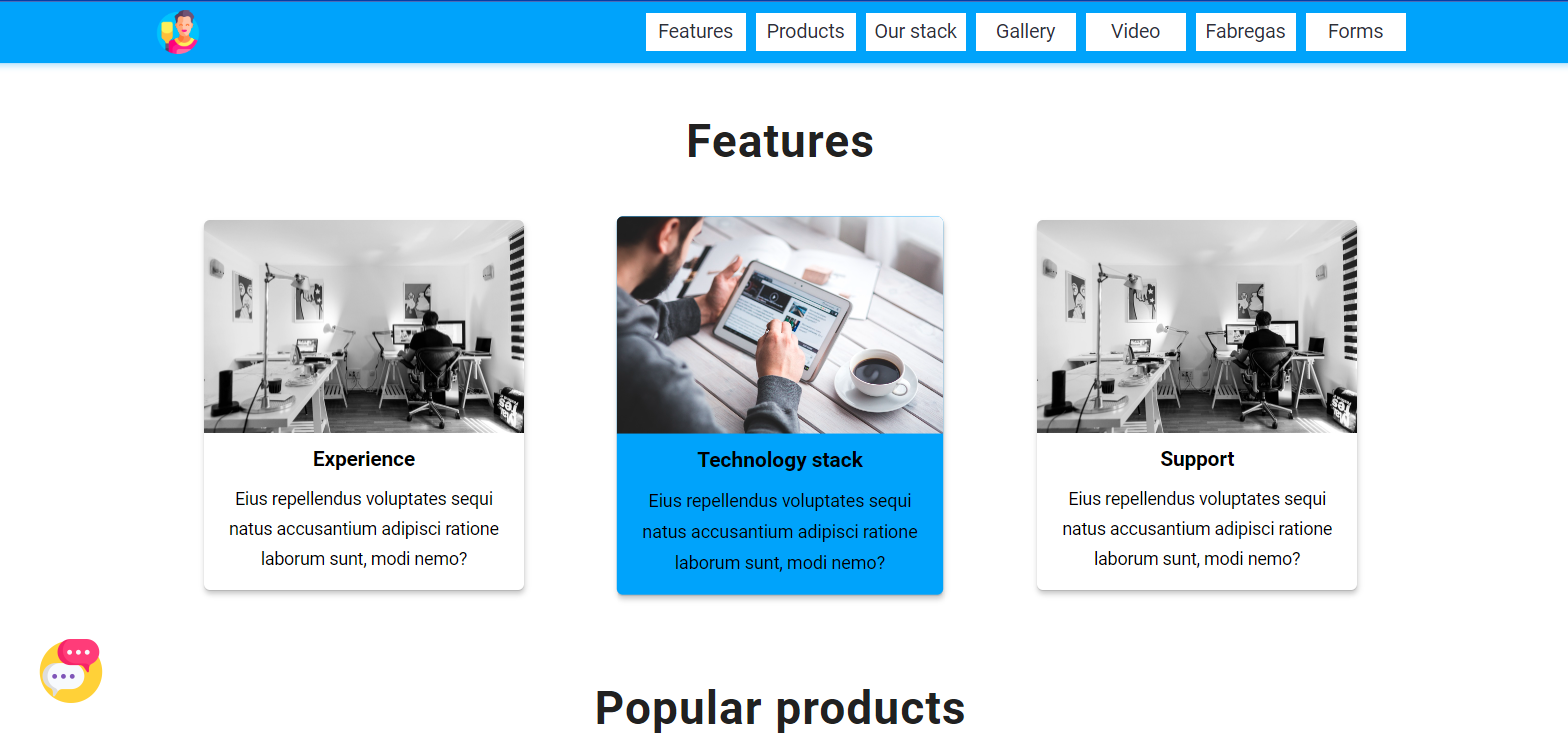 Features
Products
Our stack
Gallery
Video
Fabregas
Forms
Features
Experience
Eius repellendus voluptates sequi
natus accusantium adipisci ratione
laborum sunt, modi nemo?
Technology stack
Eius repellendus voluptates sequi
natus accusantium adipisci ratione
laborum sunt, modi nemo?
Support
Eius repellendus voluptates sequi
natus accusantium adipisci ratione
laborum sunt, modi nemo?
Popular products